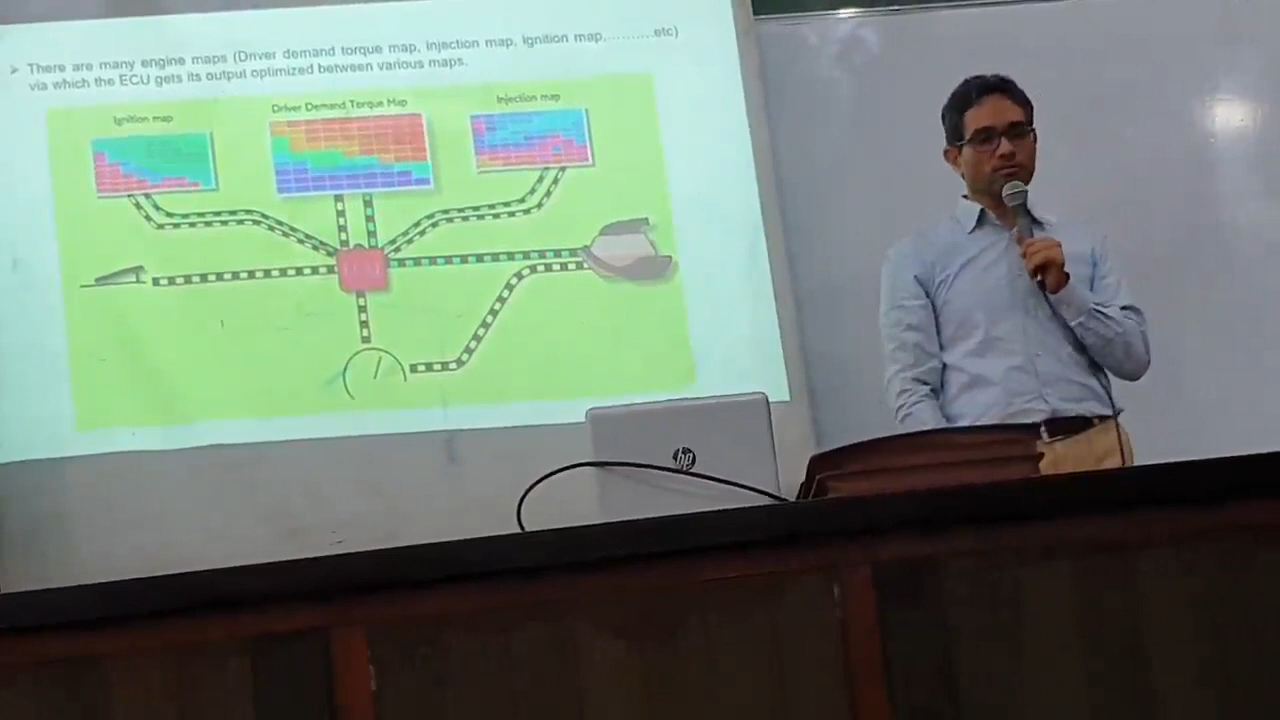 ➢ There are many engine maps (Driver demand torque map, Injection map, Ignition map,..........etc)
via which the ECU gets its output optimized between various maps.
Ignition map
Driver Demand Torque Map
Injection map
hp